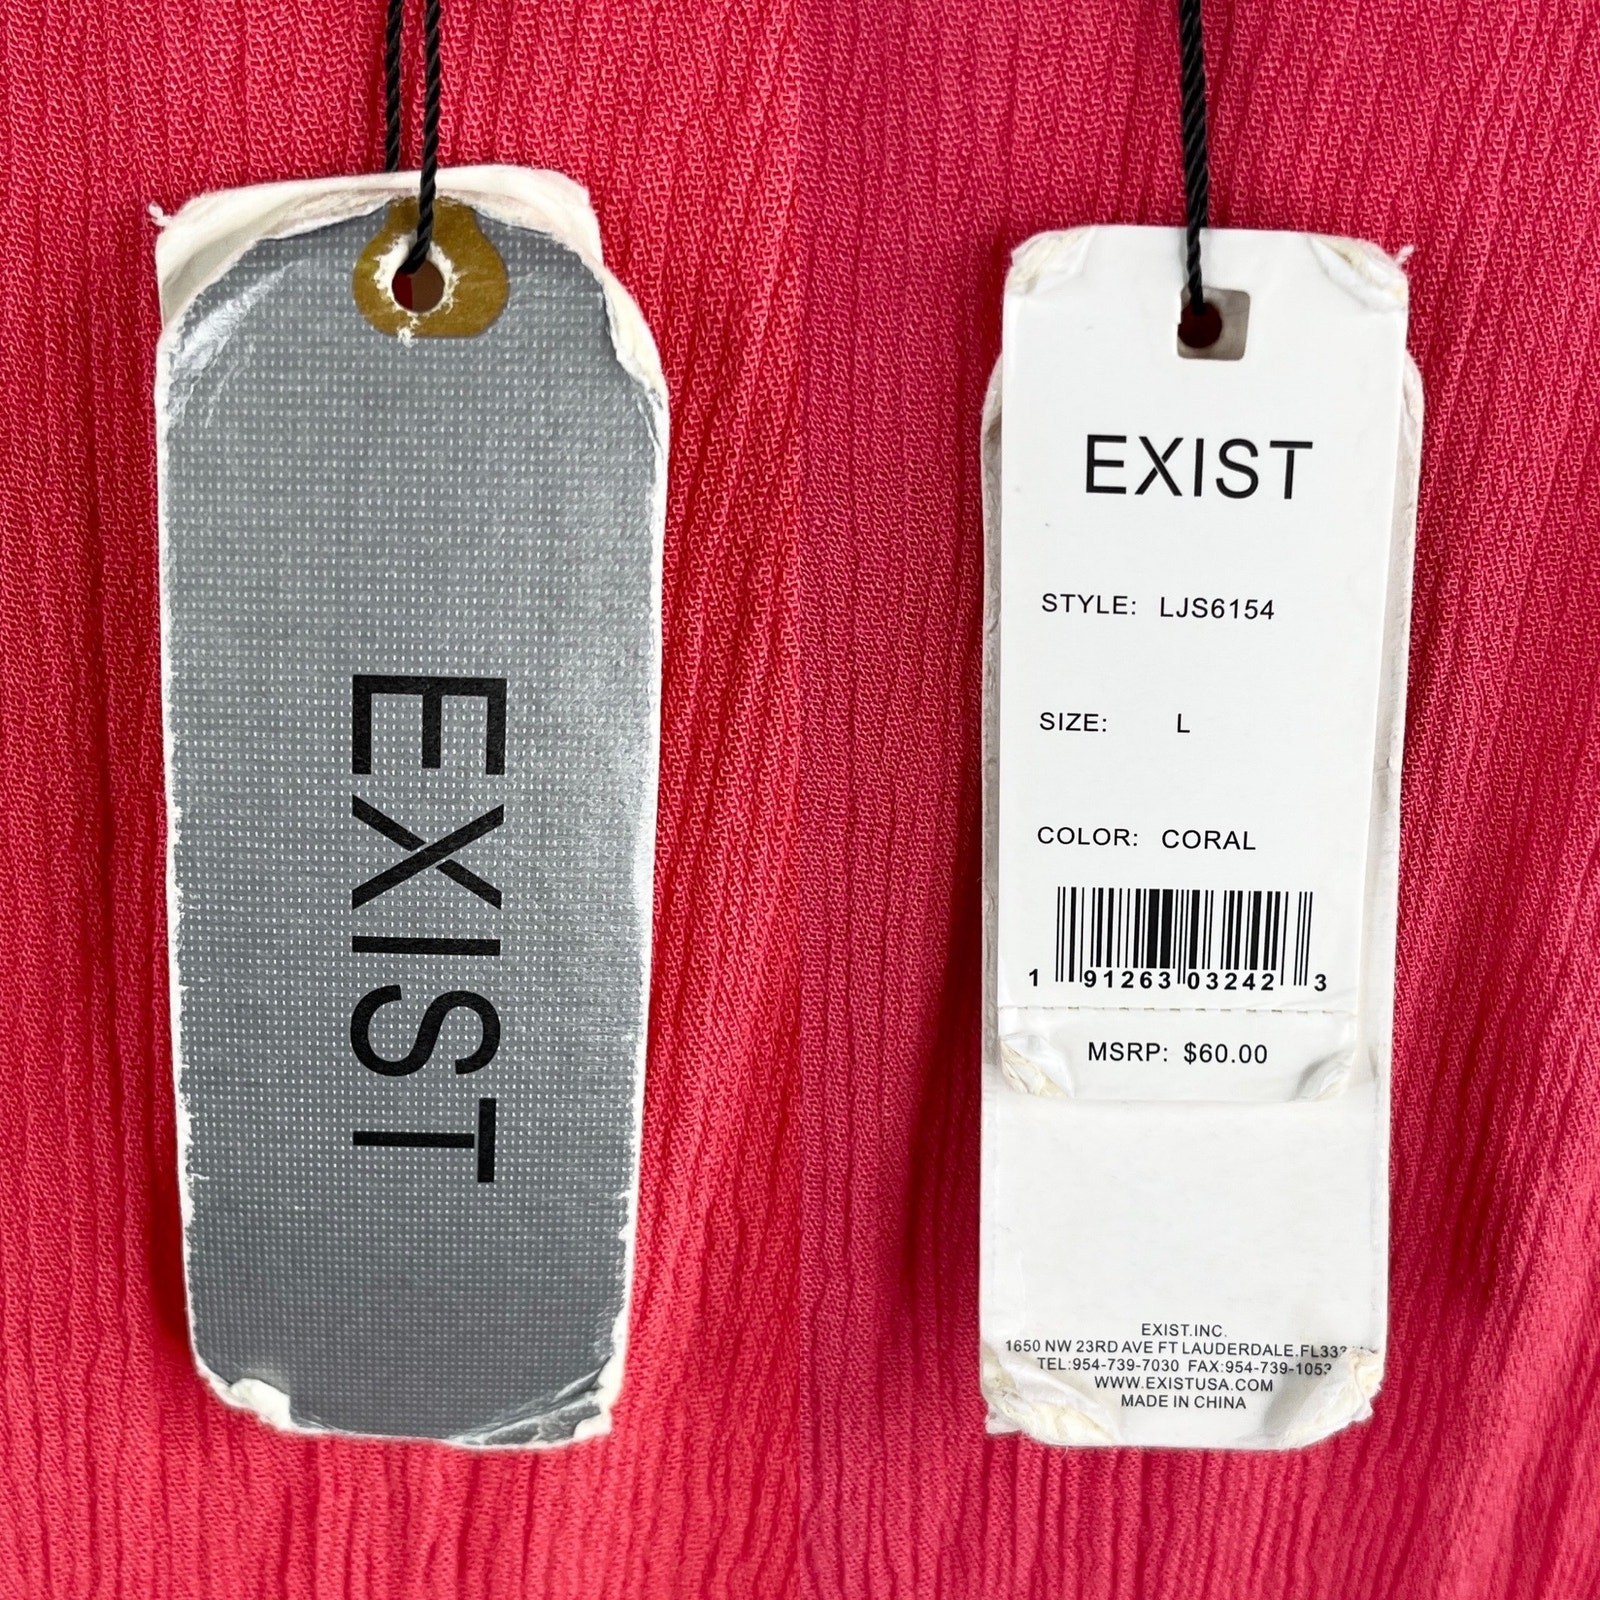 EXIST
EXIST
STYLE: LJS6154
SIZE: L
COLOR: CORAL
1 91263 03242 3
MSRP: $60.00
EXIST.INC.
1650 NW 23RD AVE FT LAUDERDALE.FL
TEL:954-739-7030 FAX:954-739-1053
WWW.EXISTUSA.COM
MADE IN CHINA